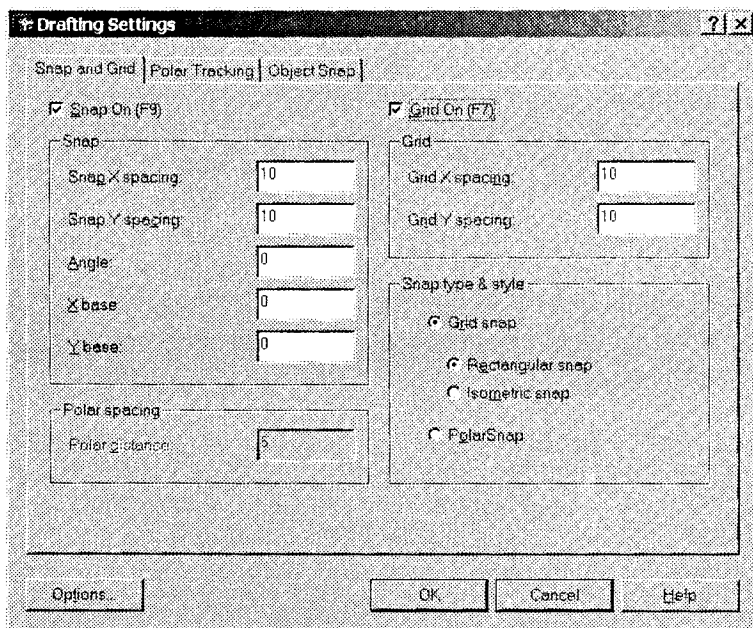 Drafting Settings
Snap and Grid Polar Tracking Object Snap
Snap On (F9)
Grid On (F7)
Snap
Snap X spacing: 10
Snap Y spacing: 10
Angle: 0
X base: 0
Y base: 0
Polar spacing
Polar distance: 5
Grid
Grid X spacing: 10
Grid Y spacing: 10
Snap type & style
Grid snap
Rectangular snap
Isometric snap
PolarSnap
Options... OK Cancel Help